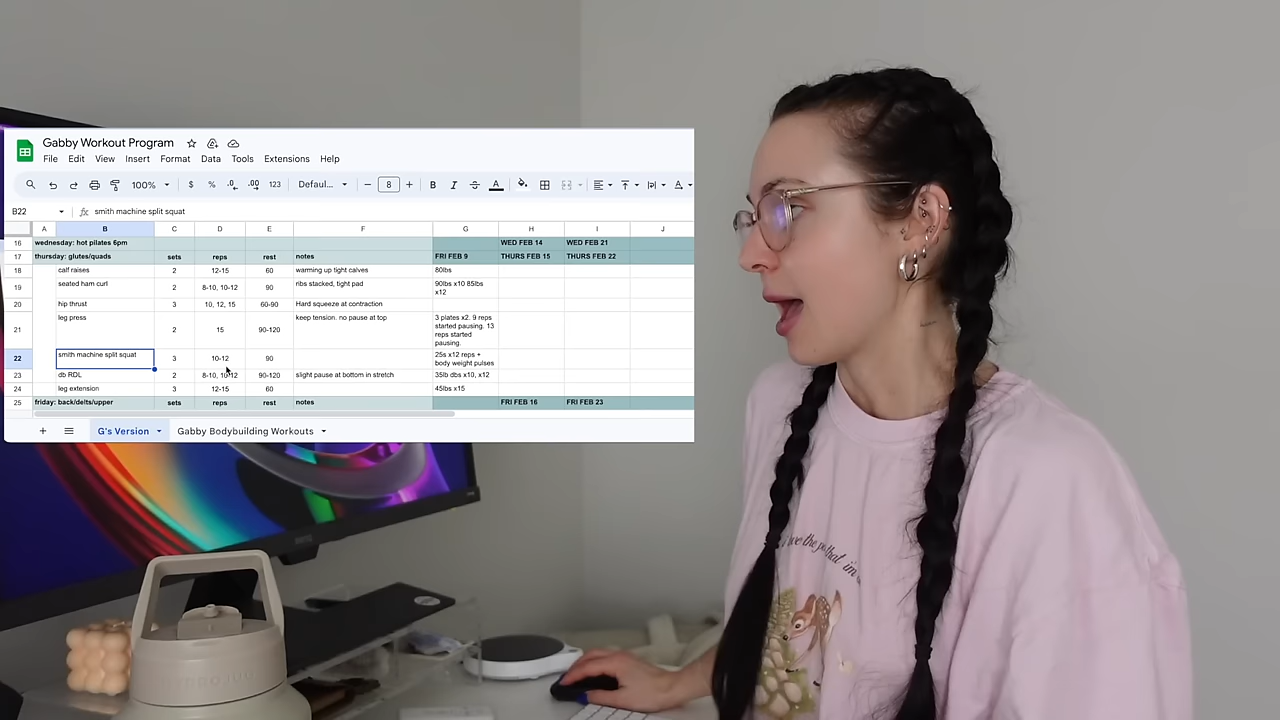 Gabby Workout Program
File Edit View Insert Format Data Tools Extensions Help
100% $ % .0 .00 123 Defaul... 8 B I S A
B22 fx smith machine split squat
A B C D E F G H I J
16 wednesday: hot pilates 6pm WED FEB 14 WED FEB 21
17 thursday: glutes/quads sets reps rest notes FRI FEB 9 THURS FEB 15 THURS FEB 22
18 calf raises 2 12-15 60 warming up tight calves 80lbs
19 seated ham curl 2 8-10, 10-12 90 ribs stacked, tight pad 90lbs x10 85lbs
x12
20 hip thrust 3 10, 12, 15 60-90 Hard squeeze at contraction
21 leg press 2 15 90-120 keep tension. no pause at top 3 plates x2. 9 reps
started pausing. 13
reps started
pausing.
22 smith machine split squat 3 10-12 90 25s x12 reps +
body weight pulses
23 db RDL 2 8-10, 10-12 90-120 slight pause at bottom in stretch 35lb dbs x10, x12
24 leg extension 3 12-15 60 45lbs x15
25 friday: back/delts/upper sets reps rest notes FRI FEB 16 FRI FEB 23
G's Version Gabby Bodybuilding Workouts
BenQ